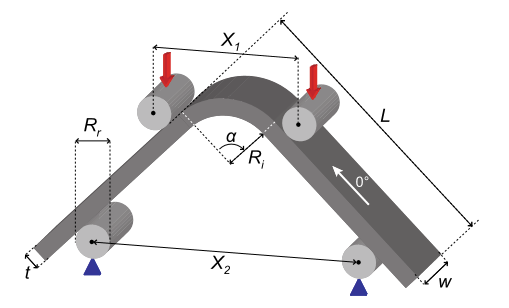 X₁
L
Rᵣ
α
Rᵢ
0°
X₂
t
w